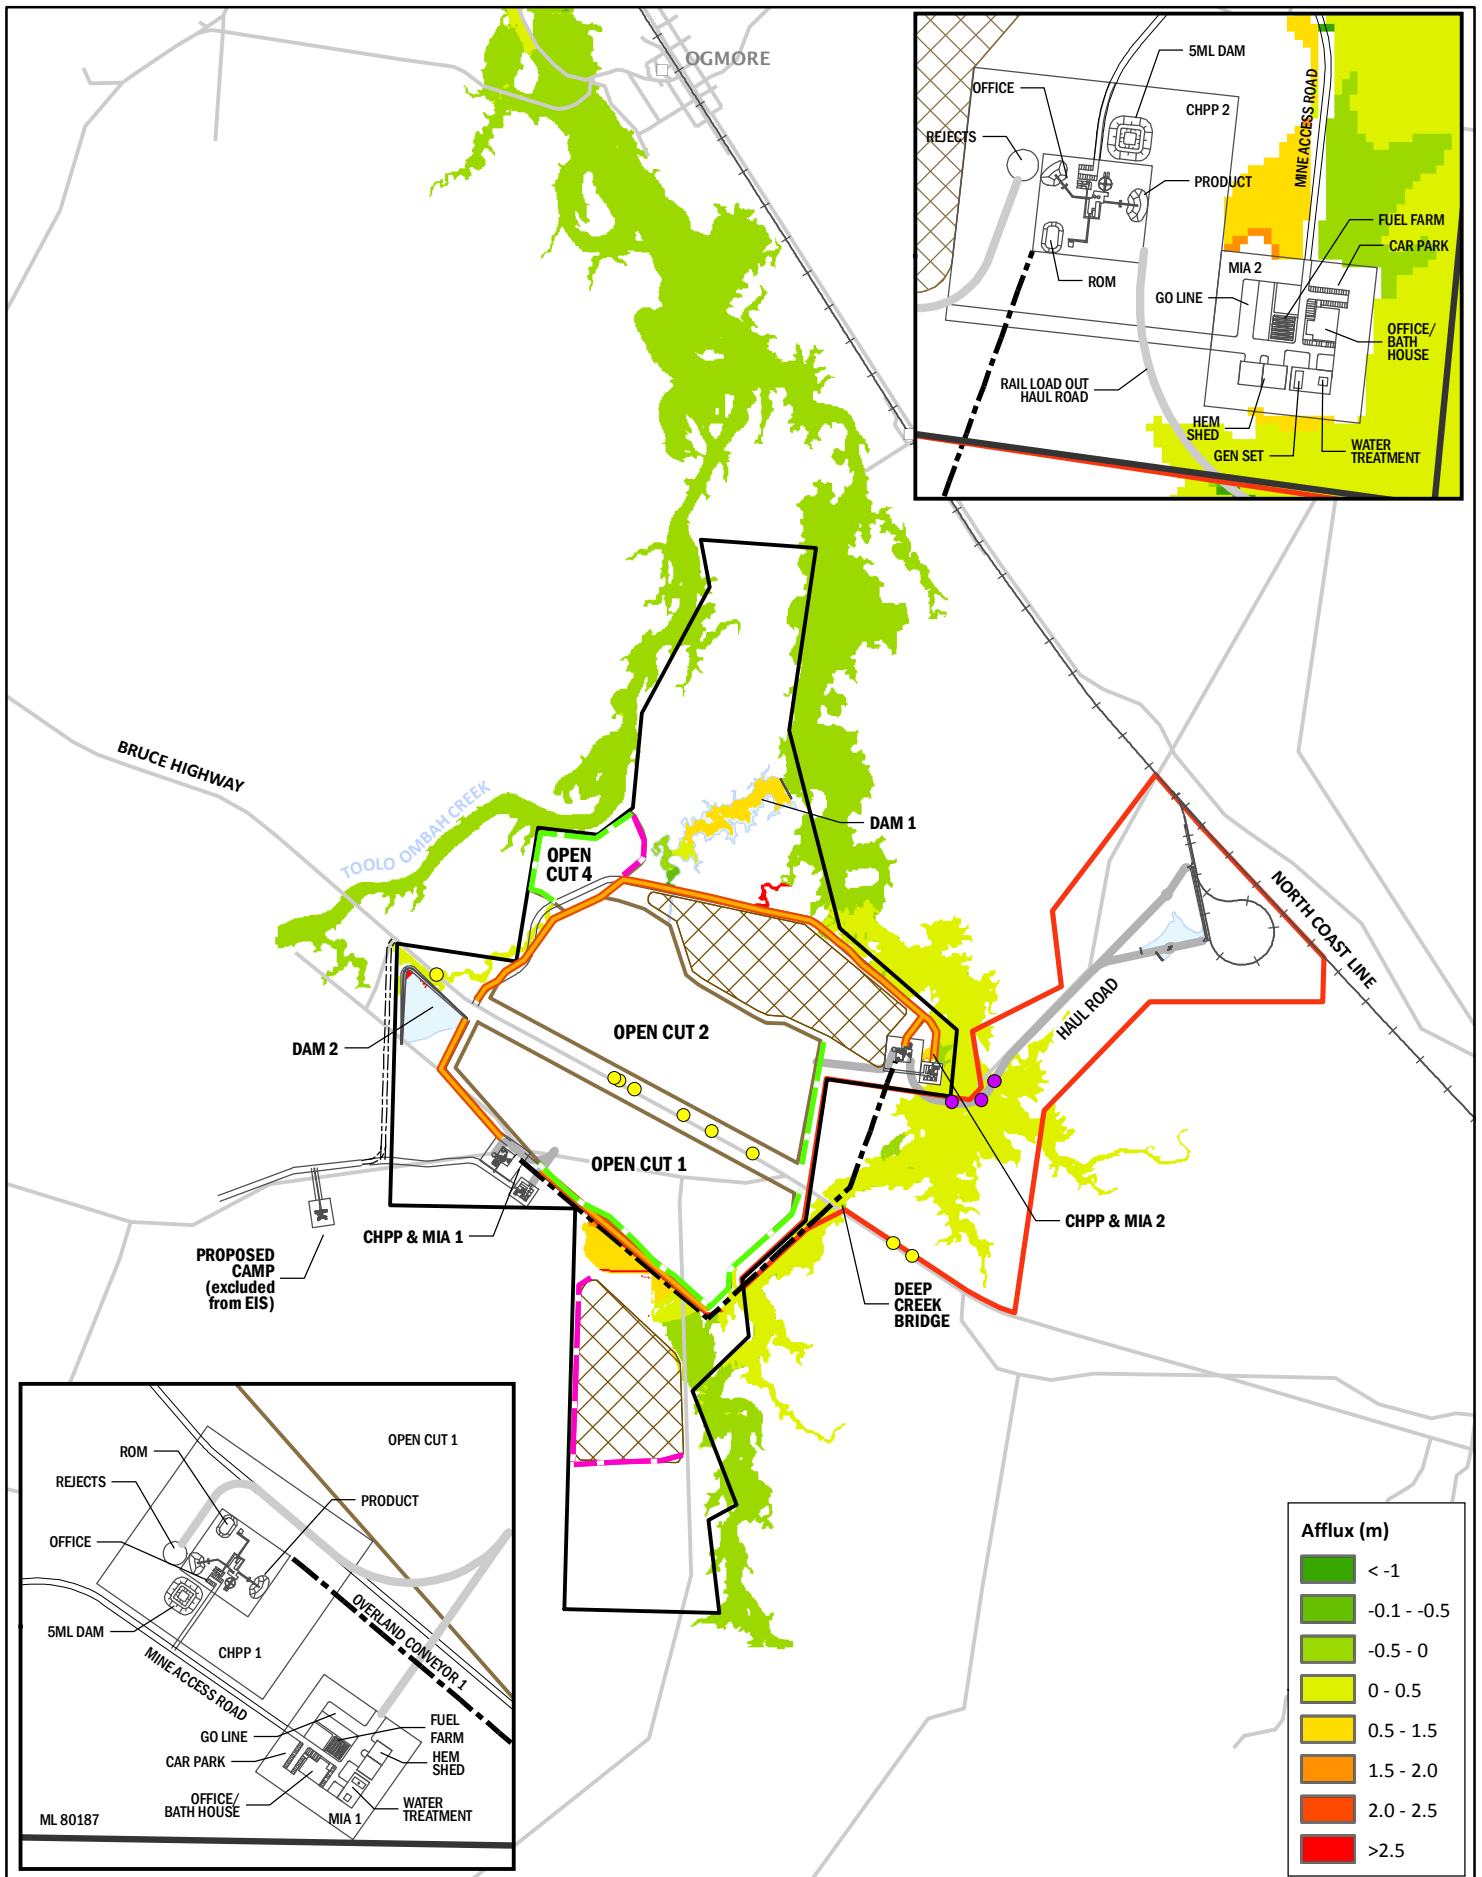 OGMORE
5ML DAM
OFFICE
CHPP 2
REJECTS
MINE ACCESS ROAD
PRODUCT
FUEL FARM
CAR PARK
ROM
MIA 2
GO LINE
OFFICE/
BATH
HOUSE
RAIL LOAD OUT
HAUL ROAD
HEM
SHED
GEN SET
WATER
TREATMENT
BRUCE HIGHWAY
TOOLO OMBAH CREEK
DAM 1
OPEN
CUT 4
NORTH COAST LINE
HAUL ROAD
OPEN CUT 2
DAM 2
OPEN CUT 1
CHPP & MIA 1
CHPP & MIA 2
PROPOSED
CAMP
(excluded
from EIS)
DEEP
CREEK
BRIDGE
OPEN CUT 1
ROM
REJECTS
PRODUCT
OFFICE
5ML DAM
CHPP 1
OVERLAND CONVEYOR 1
MINE ACCESS ROAD
GO LINE
FUEL
FARM
CAR PARK
HEM
SHED
OFFICE/
BATH HOUSE
WATER
TREATMENT
MIA 1
ML 80187
Afflux (m)
< -1
-0.1 - -0.5
-0.5 - 0
0 - 0.5
0.5 - 1.5
1.5 - 2.0
2.0 - 2.5
>2.5